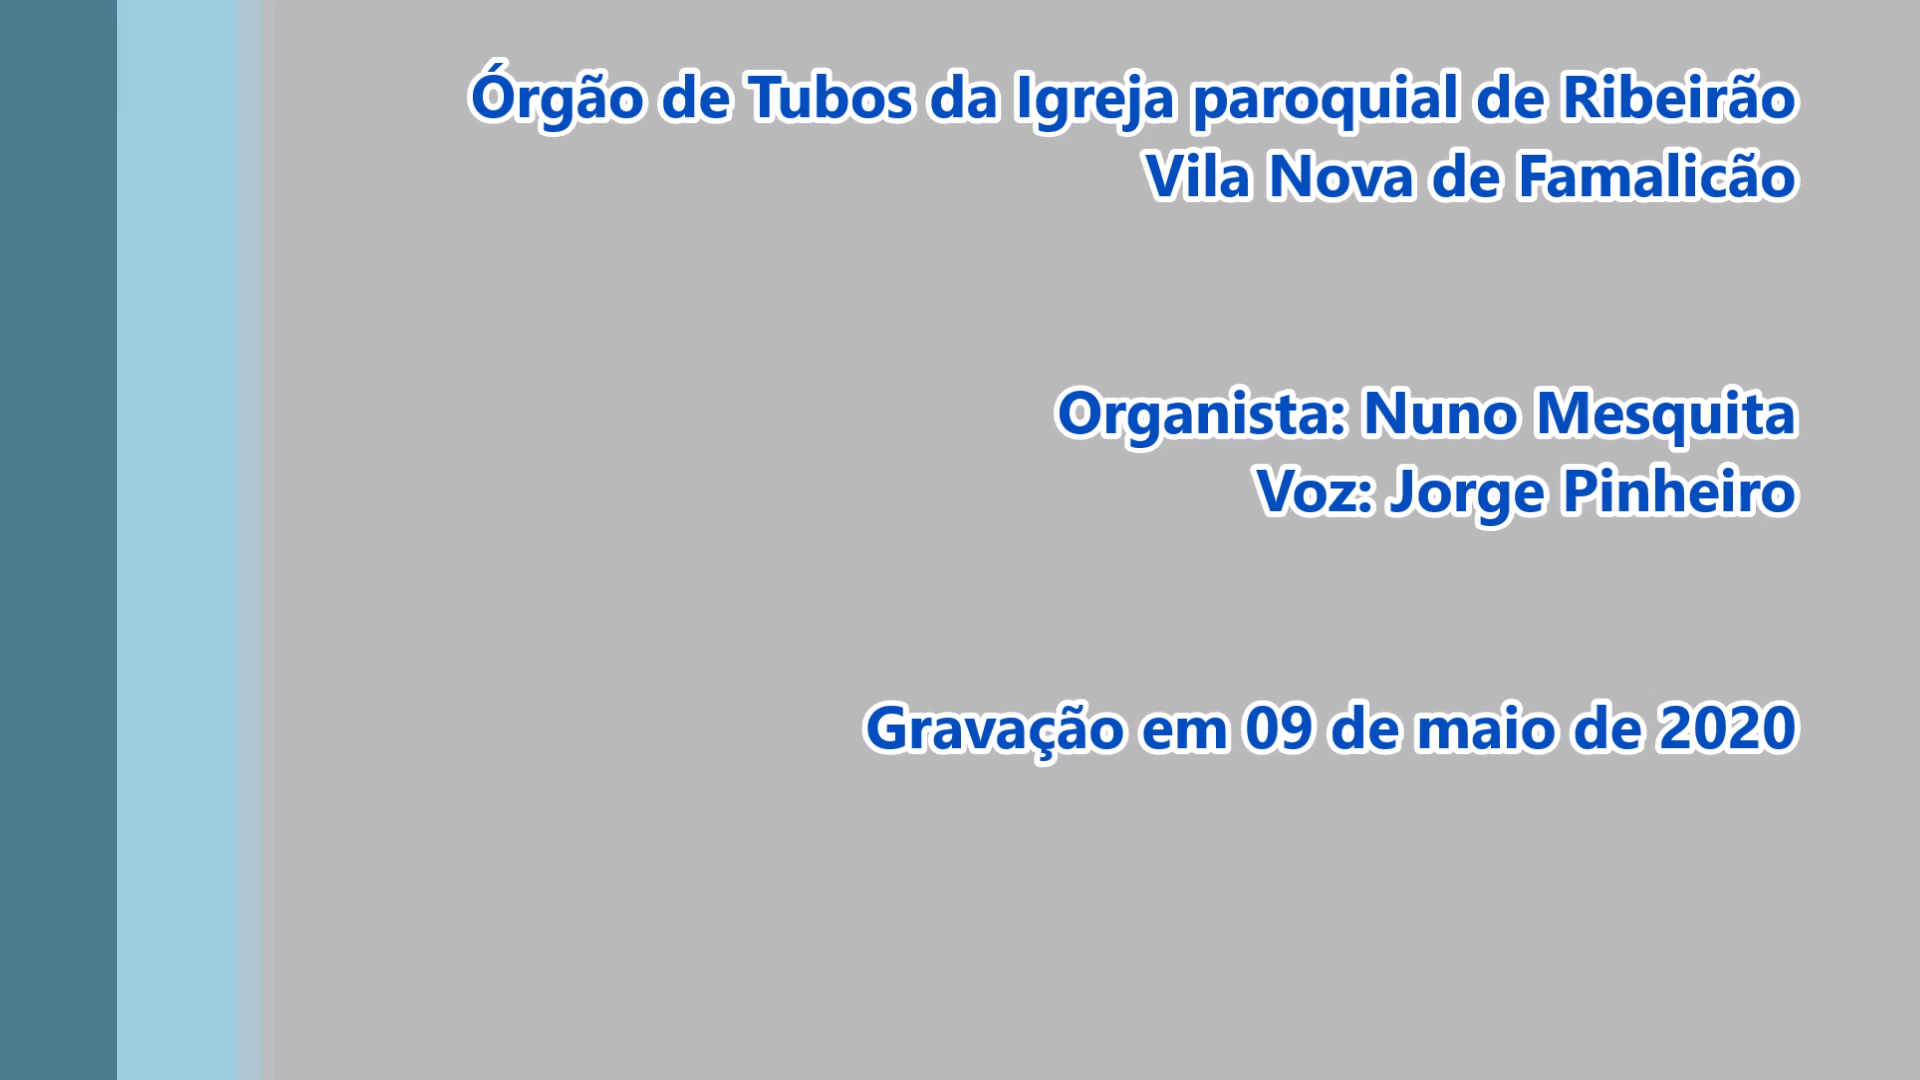 Órgão de Tubos da Igreja paroquial de Ribeirão
Vila Nova de Famalicão
Organista: Nuno Mesquita
Voz: Jorge Pinheiro
Gravação em 09 de maio de 2020